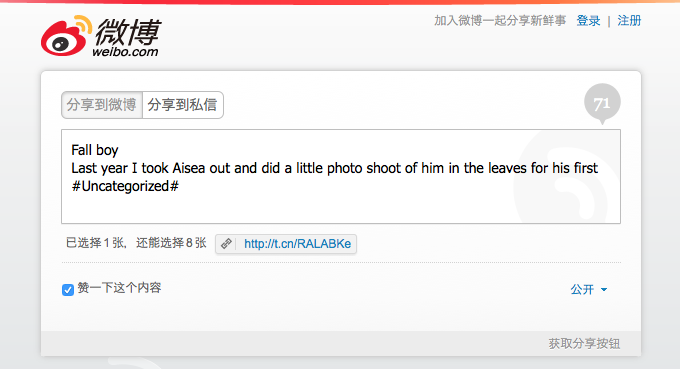 微博
weibo.com
加入微博一起分享新鲜事 登录 | 注册
分享到微博 分享到私信
71
Fall boy
Last year I took Aisea out and did a little photo shoot of him in the leaves for his first
#Uncategorized#
已选择1张，还能选择8张 http://t.cn/RALABKe
赞一下这个内容
公开
获取分享按钮